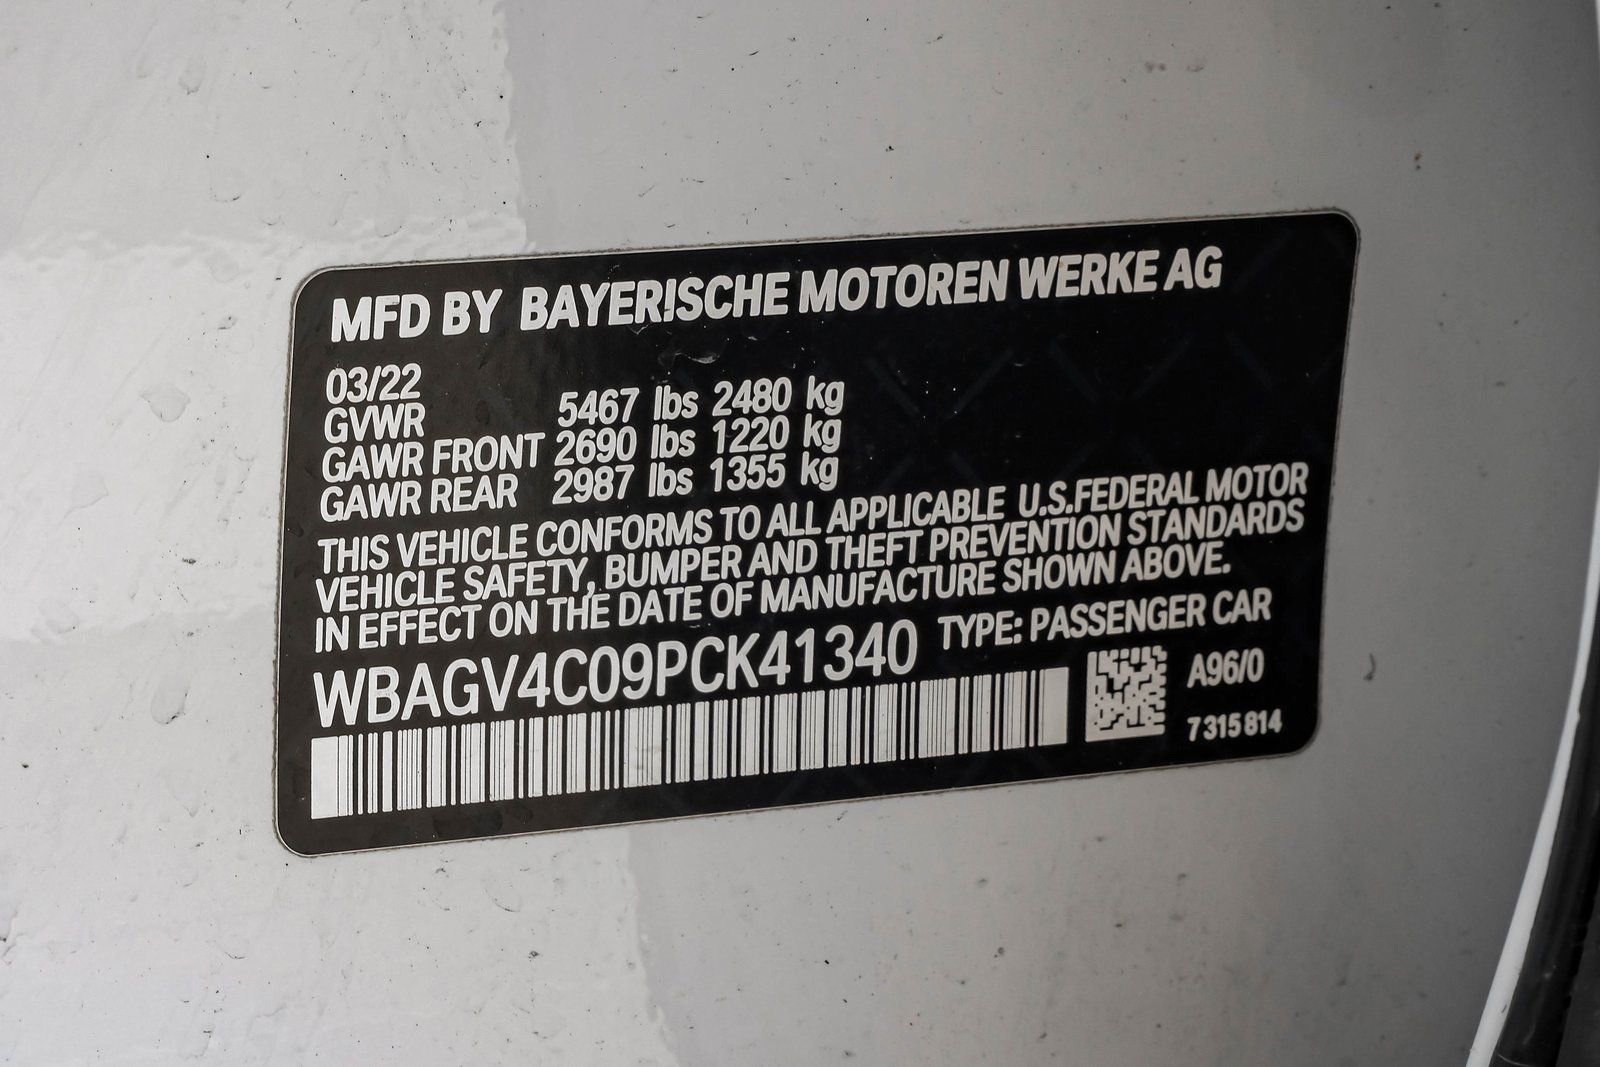 MFD BY BAYERISCHE MOTOREN WERKE AG
03/22
GVWR 5467 lbs 2480 kg
GAWR FRONT 2690 lbs 1220 kg
GAWR REAR 2987 lbs 1355 kg
THIS VEHICLE CONFORMS TO ALL APPLICABLE U.S.FEDERAL MOTOR
VEHICLE SAFETY, BUMPER AND THEFT PREVENTION STANDARDS
IN EFFECT ON THE DATE OF MANUFACTURE SHOWN ABOVE.
WBAGV4C09PCK41340 TYPE: PASSENGER CAR
A96/0
7 315 814